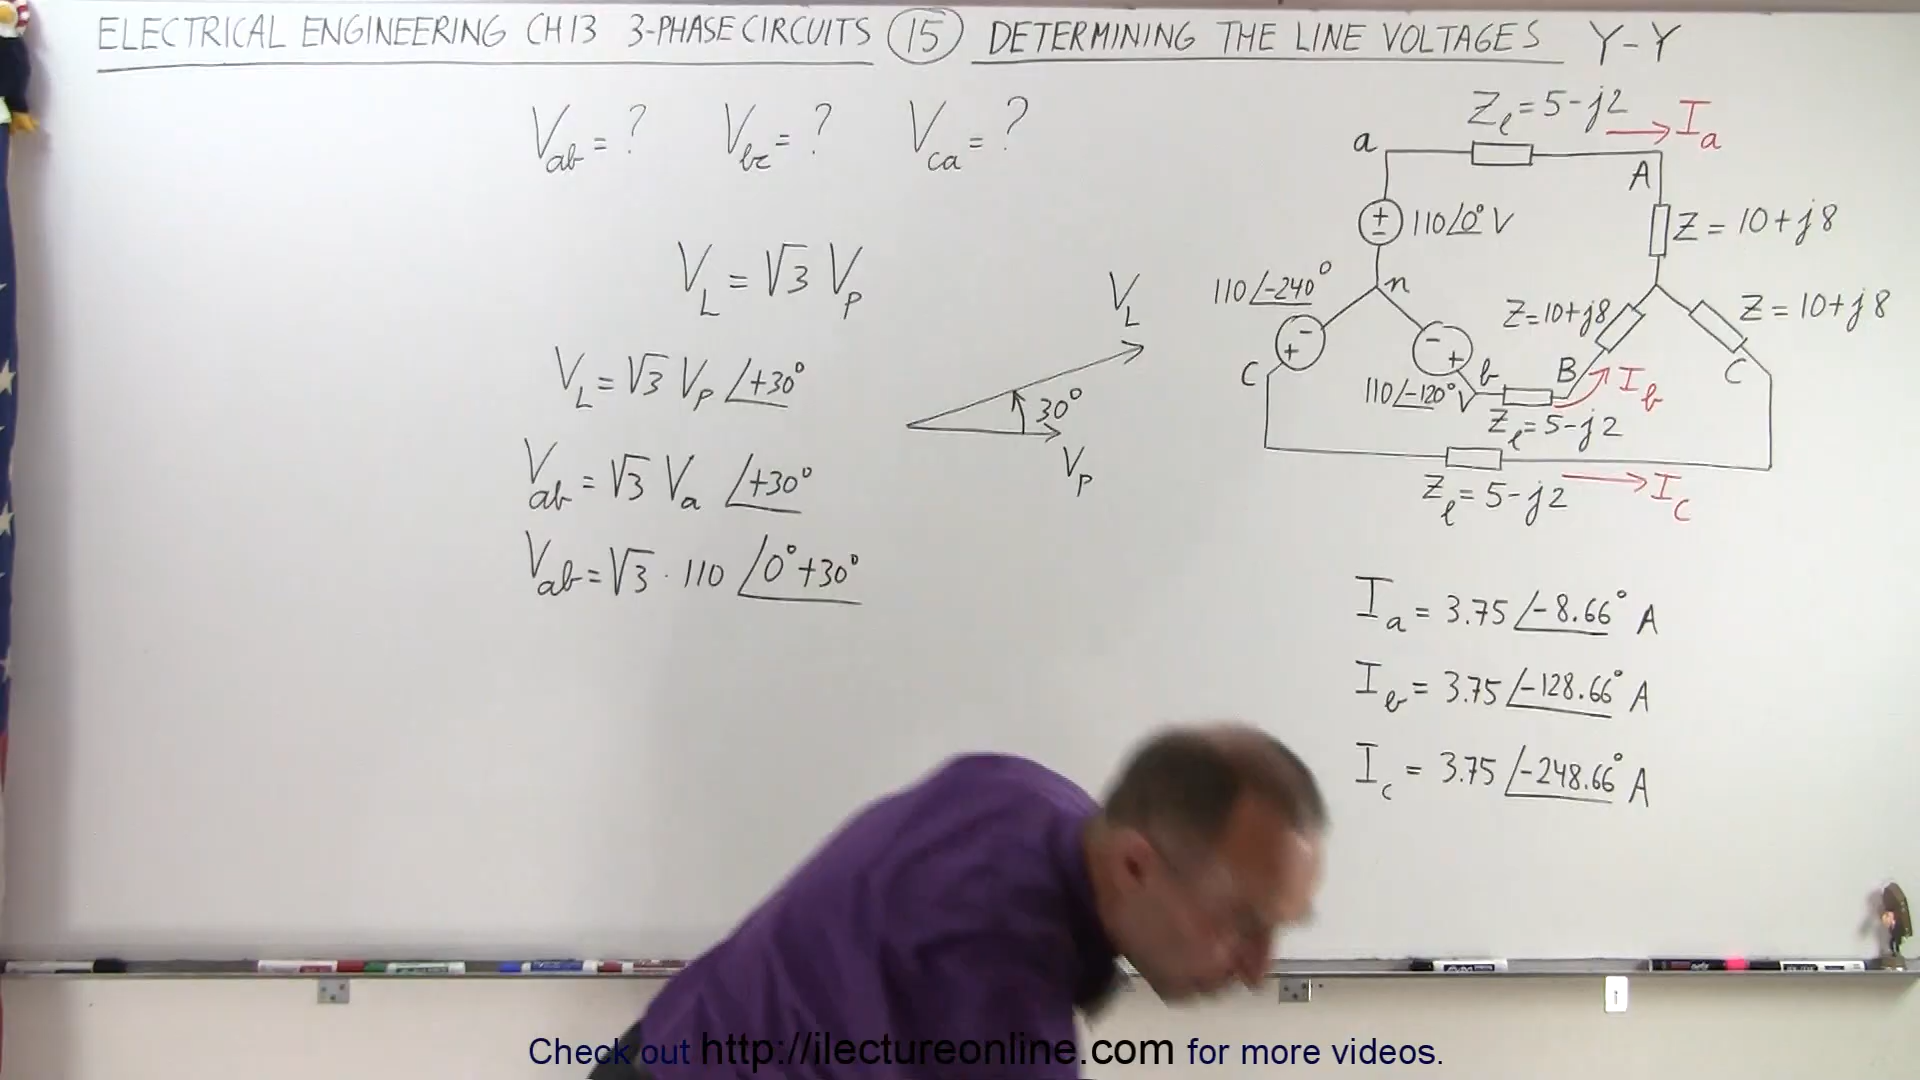 ELECTRICAL ENGINEERING CH13 3-PHASE CIRCUITS 15 DETERMINING THE LINE VOLTAGES Y-Y
Vab = ? Vbc = ? Vca = ?
VL = √3 Vp
VL = √3 Vp /+30°
Vab = √3 Va /+30°
Vab = √3 · 110 /0°+30°
VL
30°
Vp
Zl = 5-j2
Ia
a
A
110/0° V
Z = 10+j8
110/-240°
n
Z=10+j8
Z = 10+j8
c
b
B
C
Ib
110/-120° V
Zl = 5-j2
Zl = 5-j2
Ic
Ia = 3.75 /-8.66° A
Ib = 3.75 /-128.66° A
Ic = 3.75 /-248.66° A
Check out http://ilectureonline.com for more videos.